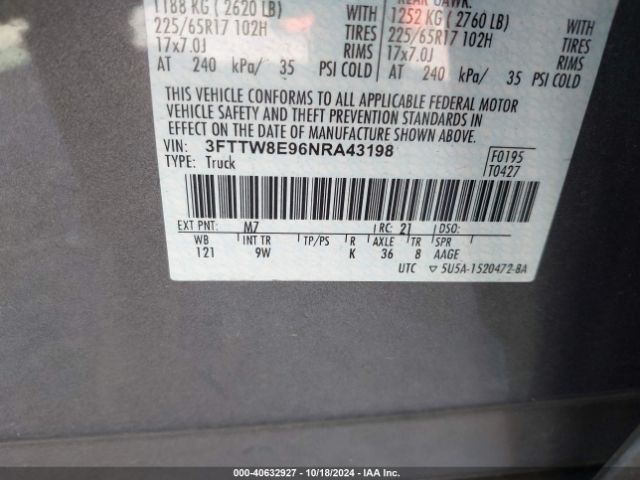 1188 KG ( 2620 LB) WITH
225/65R17 102H TIRES
17x7.0J RIMS
AT 240 kPa/ 35 PSI COLD
REAR GAWR:
1252 KG ( 2760 LB) WITH
225/65R17 102H TIRES
17x7.0J RIMS
AT 240 kPa/ 35 PSI COLD
THIS VEHICLE CONFORMS TO ALL APPLICABLE FEDERAL MOTOR
VEHICLE SAFETY AND THEFT PREVENTION STANDARDS IN
EFFECT ON THE DATE OF MANUFACTURE SHOWN ABOVE.
VIN: 3FTTW8E96NRA43198
TYPE: Truck
F0195
T0427
EXT PNT: M7 RC: 21 DSO:
WB INT TR TP/PS R AXLE TR SPR
121 9W K 36 8 AAGE
UTC ▽ 5U5A-1520472-BA
000-40632927 - 10/18/2024 - IAA Inc.